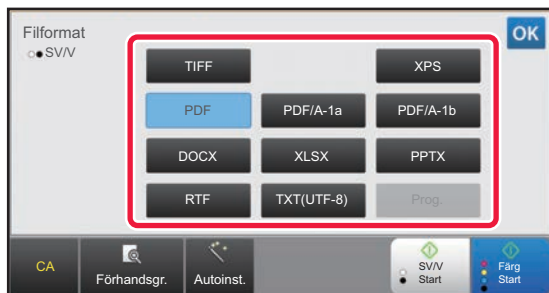 Filformat
SV/V
OK
TIFF
XPS
PDF
PDF/A-1a
PDF/A-1b
DOCX
XLSX
PPTX
RTF
TXT(UTF-8)
Prog.
CA
Förhandsgr.
Autoinst.
SV/V
Start
Färg
Start